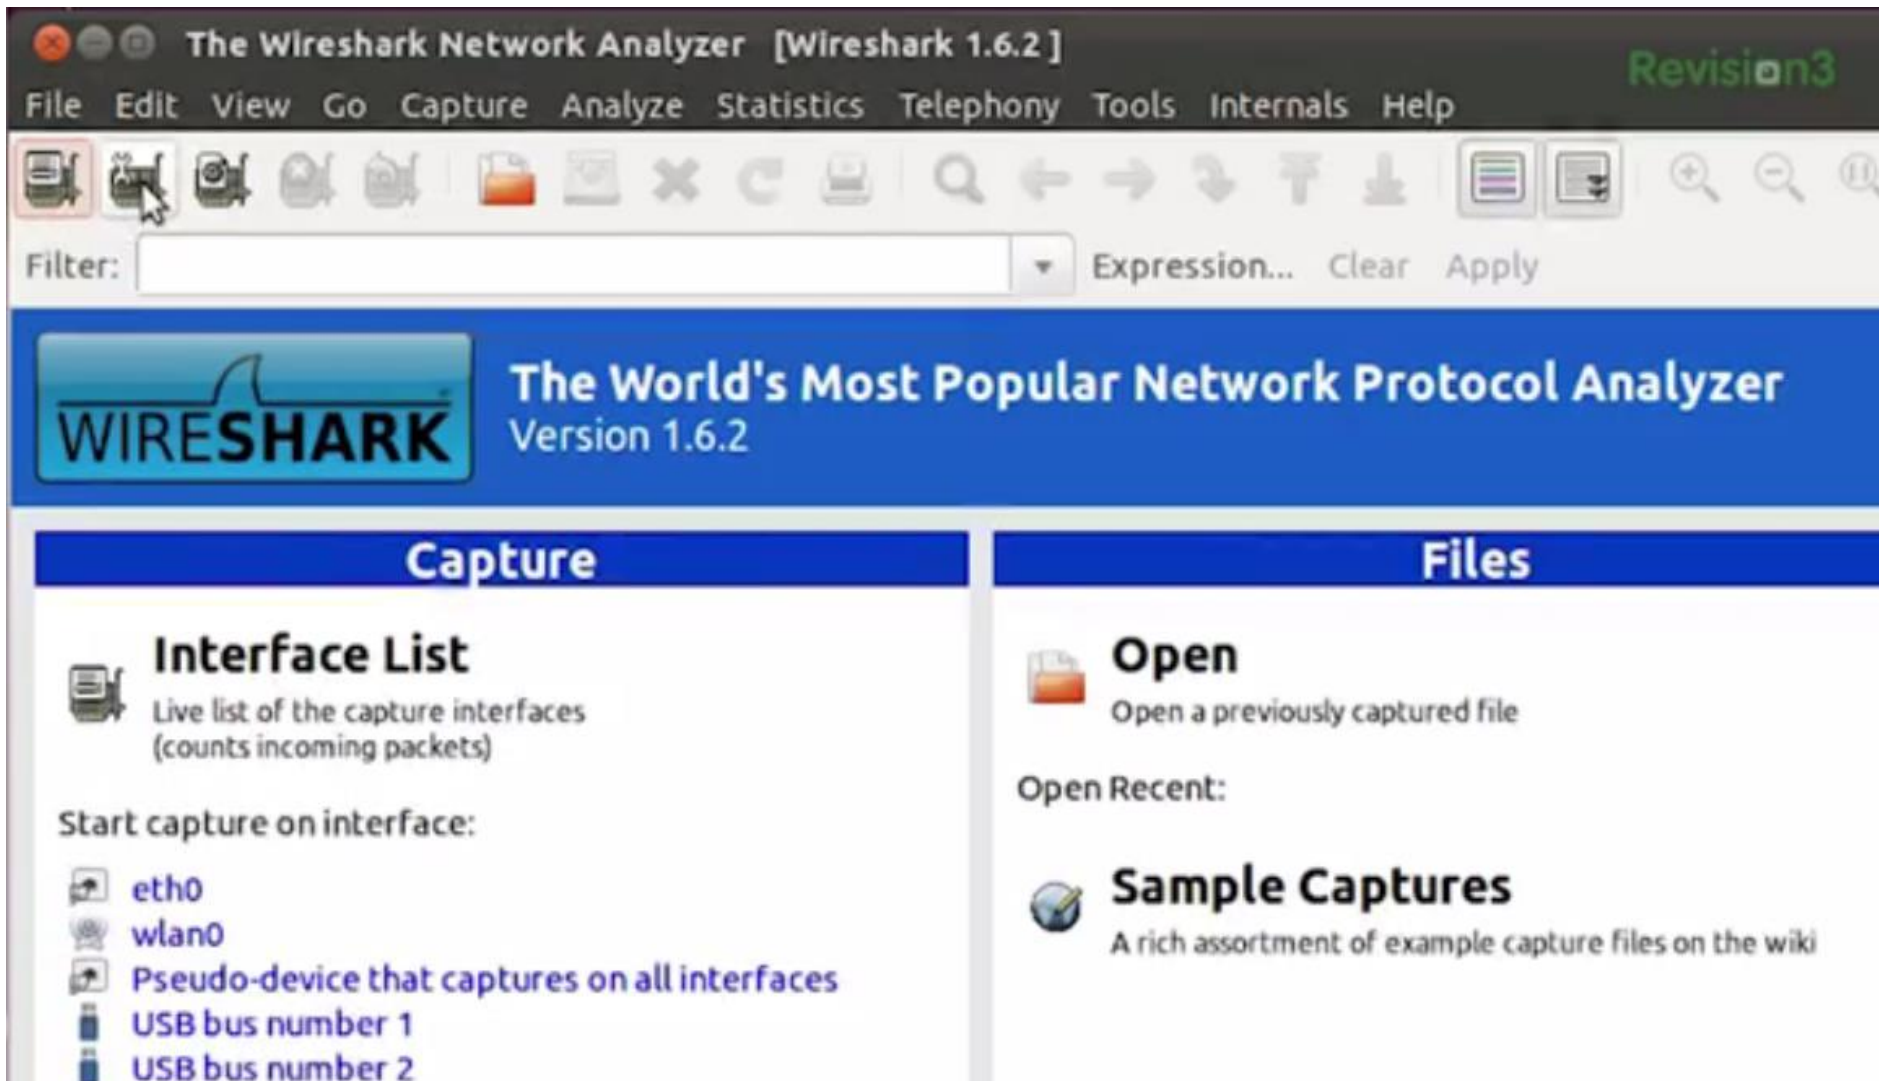 The Wireshark Network Analyzer [Wireshark 1.6.2 ]
Revision3
File Edit View Go Capture Analyze Statistics Telephony Tools Internals Help
Filter: Expression... Clear Apply
WIRESHARK
The World's Most Popular Network Protocol Analyzer
Version 1.6.2
Capture
Interface List
Live list of the capture interfaces
(counts incoming packets)
Start capture on interface:
eth0
wlan0
Pseudo-device that captures on all interfaces
USB bus number 1
USB bus number 2
Files
Open
Open a previously captured file
Open Recent:
Sample Captures
A rich assortment of example capture files on the wiki